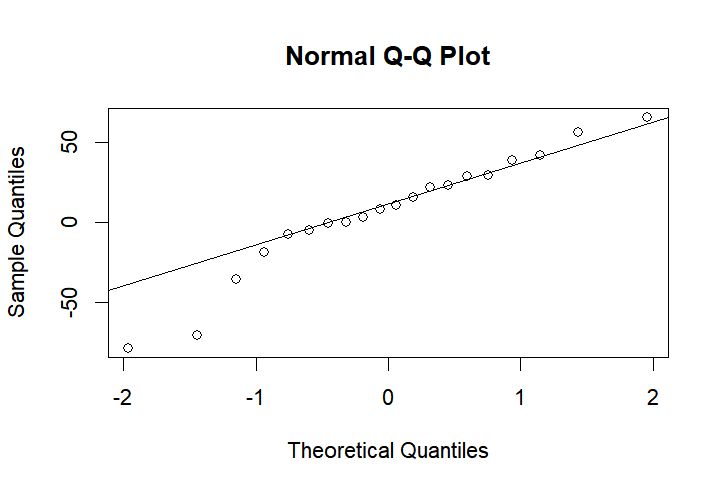 Normal Q-Q Plot
Sample Quantiles
50
0
-50
-2 -1 0 1 2
Theoretical Quantiles